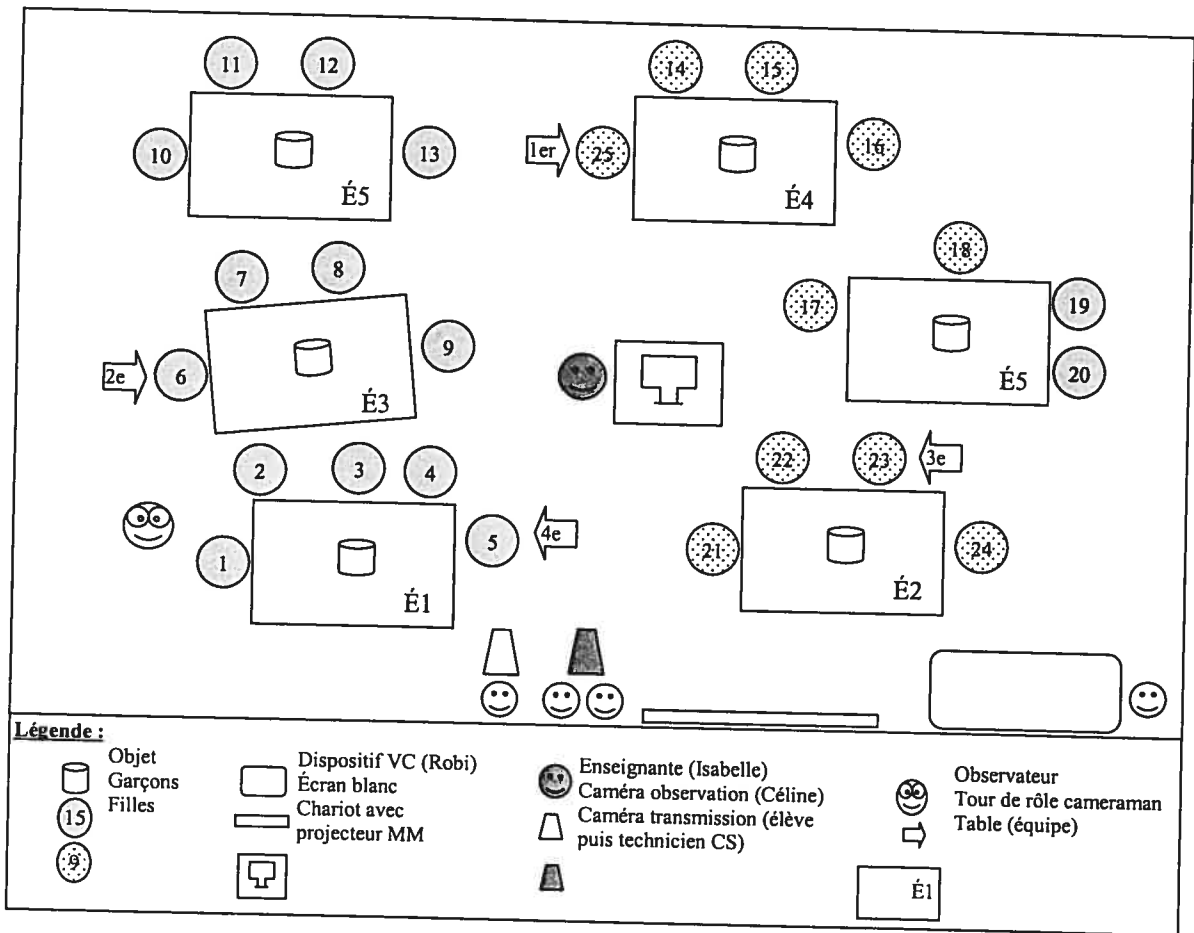 11 12
10 13
É5
14 15
1er 25 16
É4
7 8
2e 6 9
É3
18
17 19
20
É5
2 3 4
1 5 4e
É1
22 23 3e
21 24
É2
Légende :
Objet
Garçons
Filles
15
9
Dispositif VC (Robi)
Écran blanc
Chariot avec
projecteur MM
Enseignante (Isabelle)
Caméra observation (Céline)
Caméra transmission (élève
puis technicien CS)
Observateur
Tour de rôle cameraman
Table (équipe)
É1